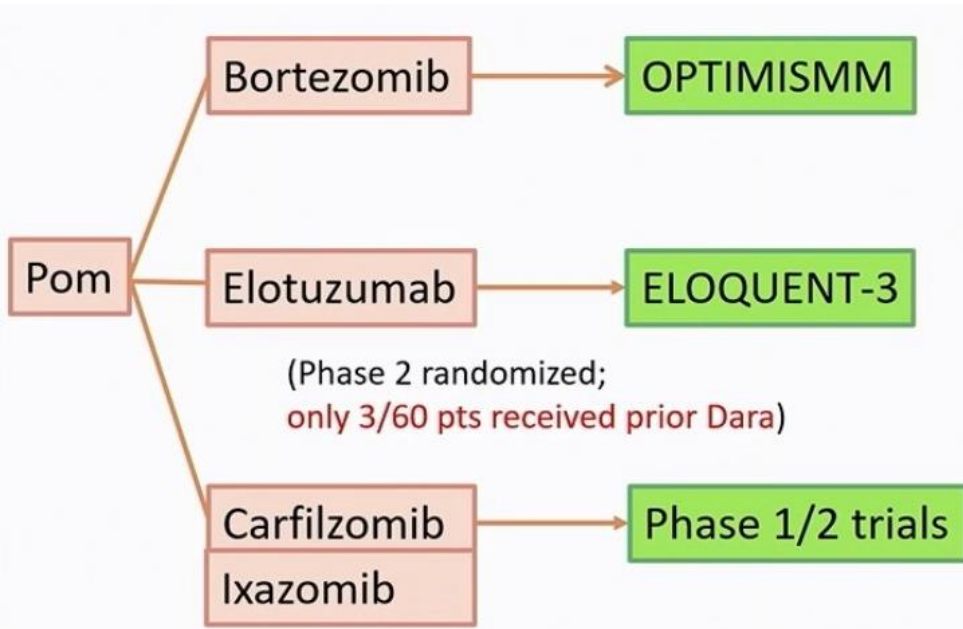 Bortezomib
OPTIMISMM
Pom
Elotuzumab
ELOQUENT-3
(Phase 2 randomized;
only 3/60 pts received prior Dara)
Carfilzomib
Phase 1/2 trials
Ixazomib